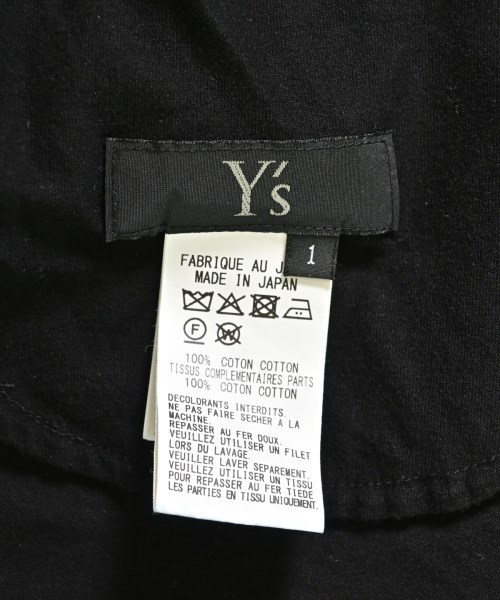 Y's
1
FABRIQUE AU J
MADE IN JAPAN
F W
100% COTON COTTON
TISSUS COMPLEMENTAIRES PARTS
100% COTON COTTON
DECOLORANTS INTERDITS.
NE PAS FAIRE SECHER A LA
MACHINE.
REPASSER AU FER DOUX.
VEUILLEZ UTILISER UN FILET
LORS DU LAVAGE.
VEUILLER LAVER SEPAREMENT.
VEUILLEZ UTILISER UN TISSU
POUR REPASSER AU FER TIEDE
LES PARTIES EN TISSU UNIQUEMENT.